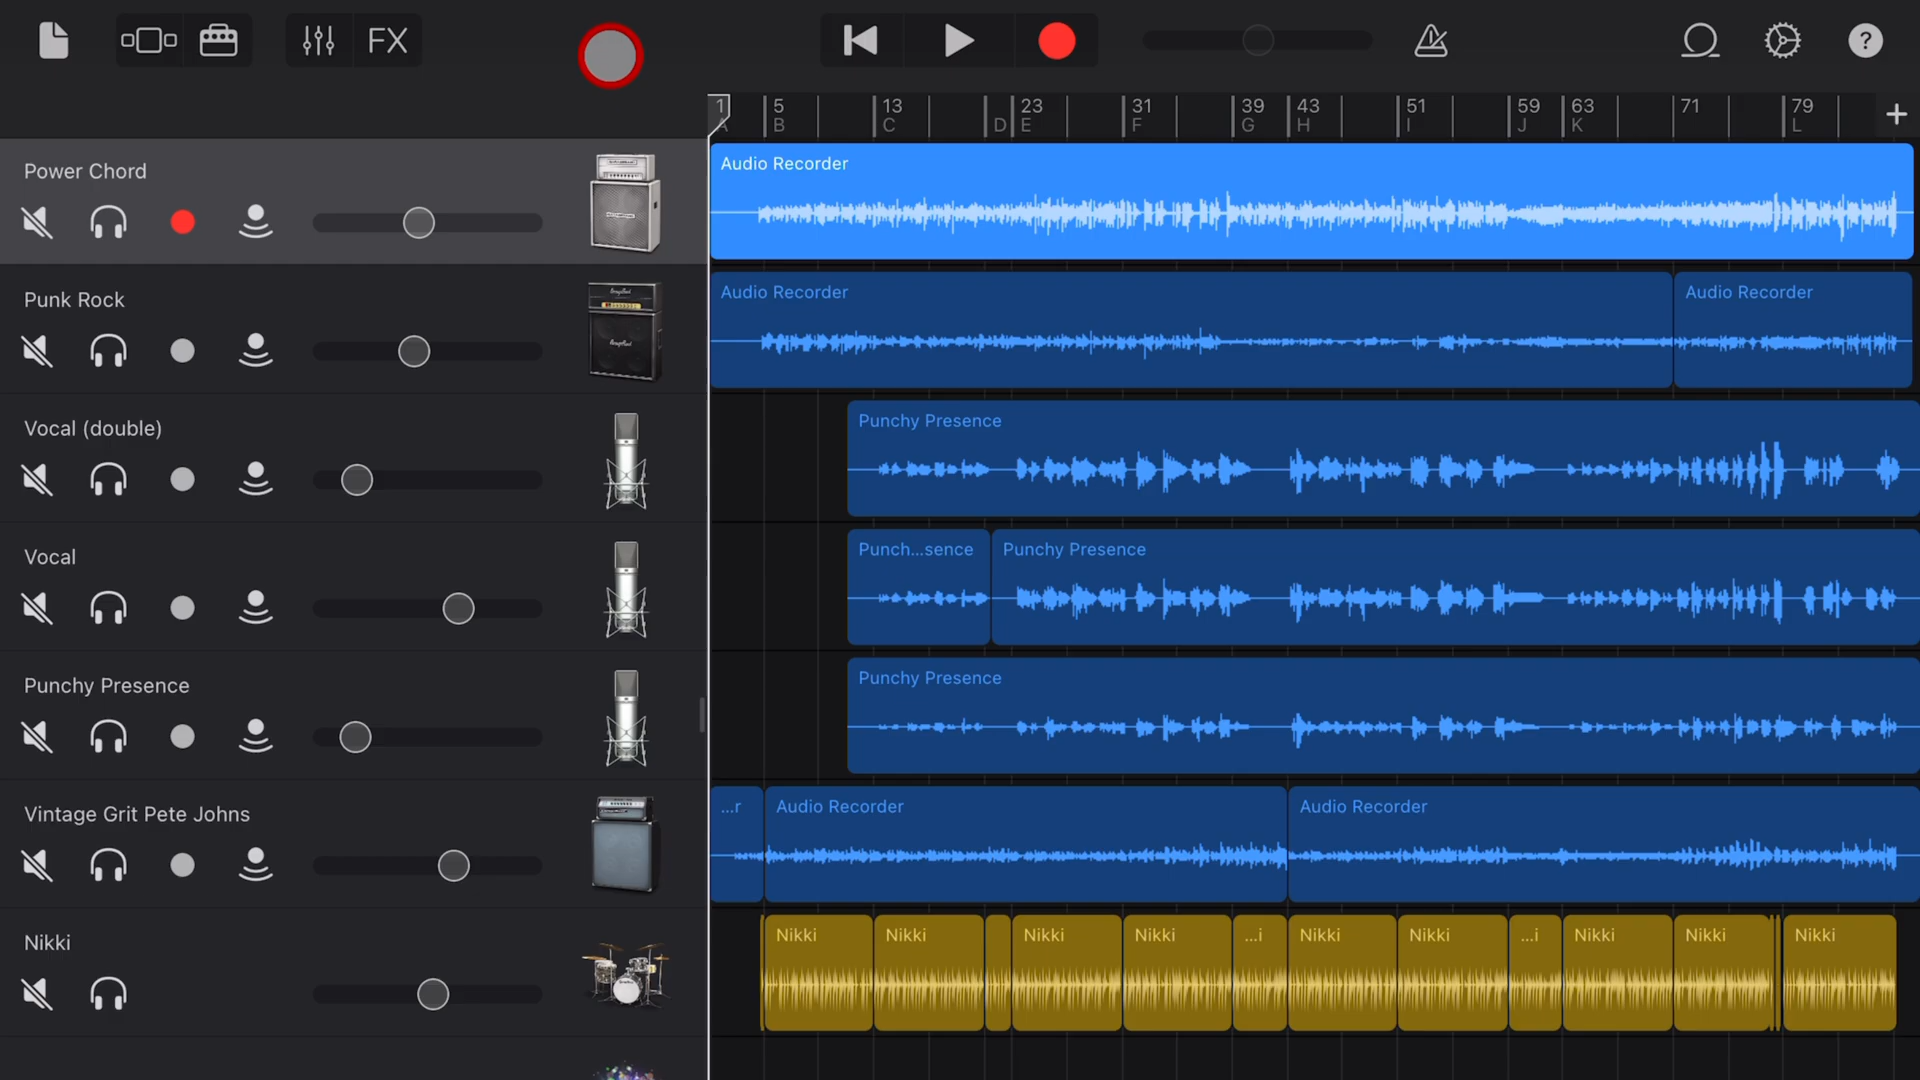 FX
?
1 5 13 23 31 39 43 51 59 63 71 79 +
A B C D E F G H I J K L
Power Chord
Audio Recorder
Punk Rock
Audio Recorder Audio Recorder
Vocal (double)
Punchy Presence
Vocal
Punch...sence Punchy Presence
Punchy Presence
Punchy Presence
Vintage Grit Pete Johns
...r Audio Recorder Audio Recorder
Nikki
Nikki Nikki Nikki Nikki ...i Nikki Nikki ...i Nikki Nikki Nikki